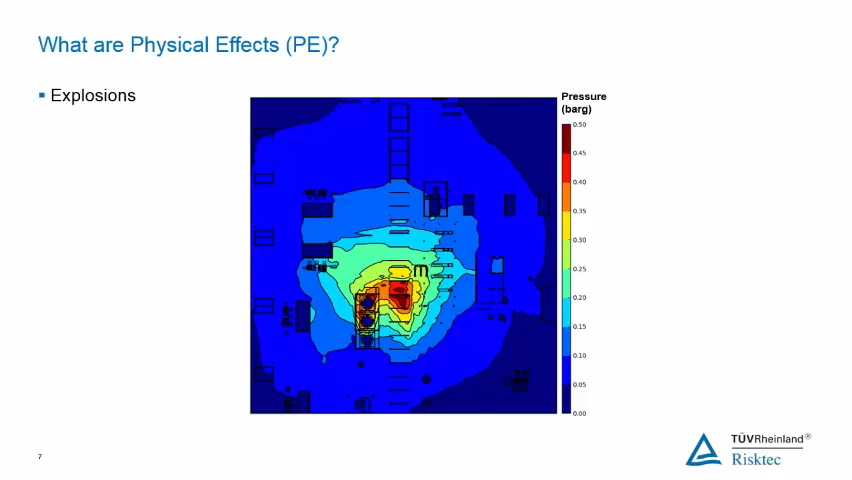 What are Physical Effects (PE)?
▪ Explosions
Pressure
(barg)
0.50
0.45
0.40
0.35
0.30
0.25
0.20
0.15
0.10
0.05
0.00
7
TÜVRheinland®
Risktec